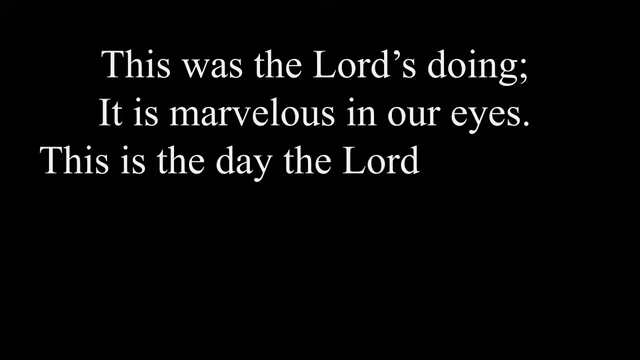 This was the Lord’s doing;
It is marvelous in our eyes.
This is the day the Lord